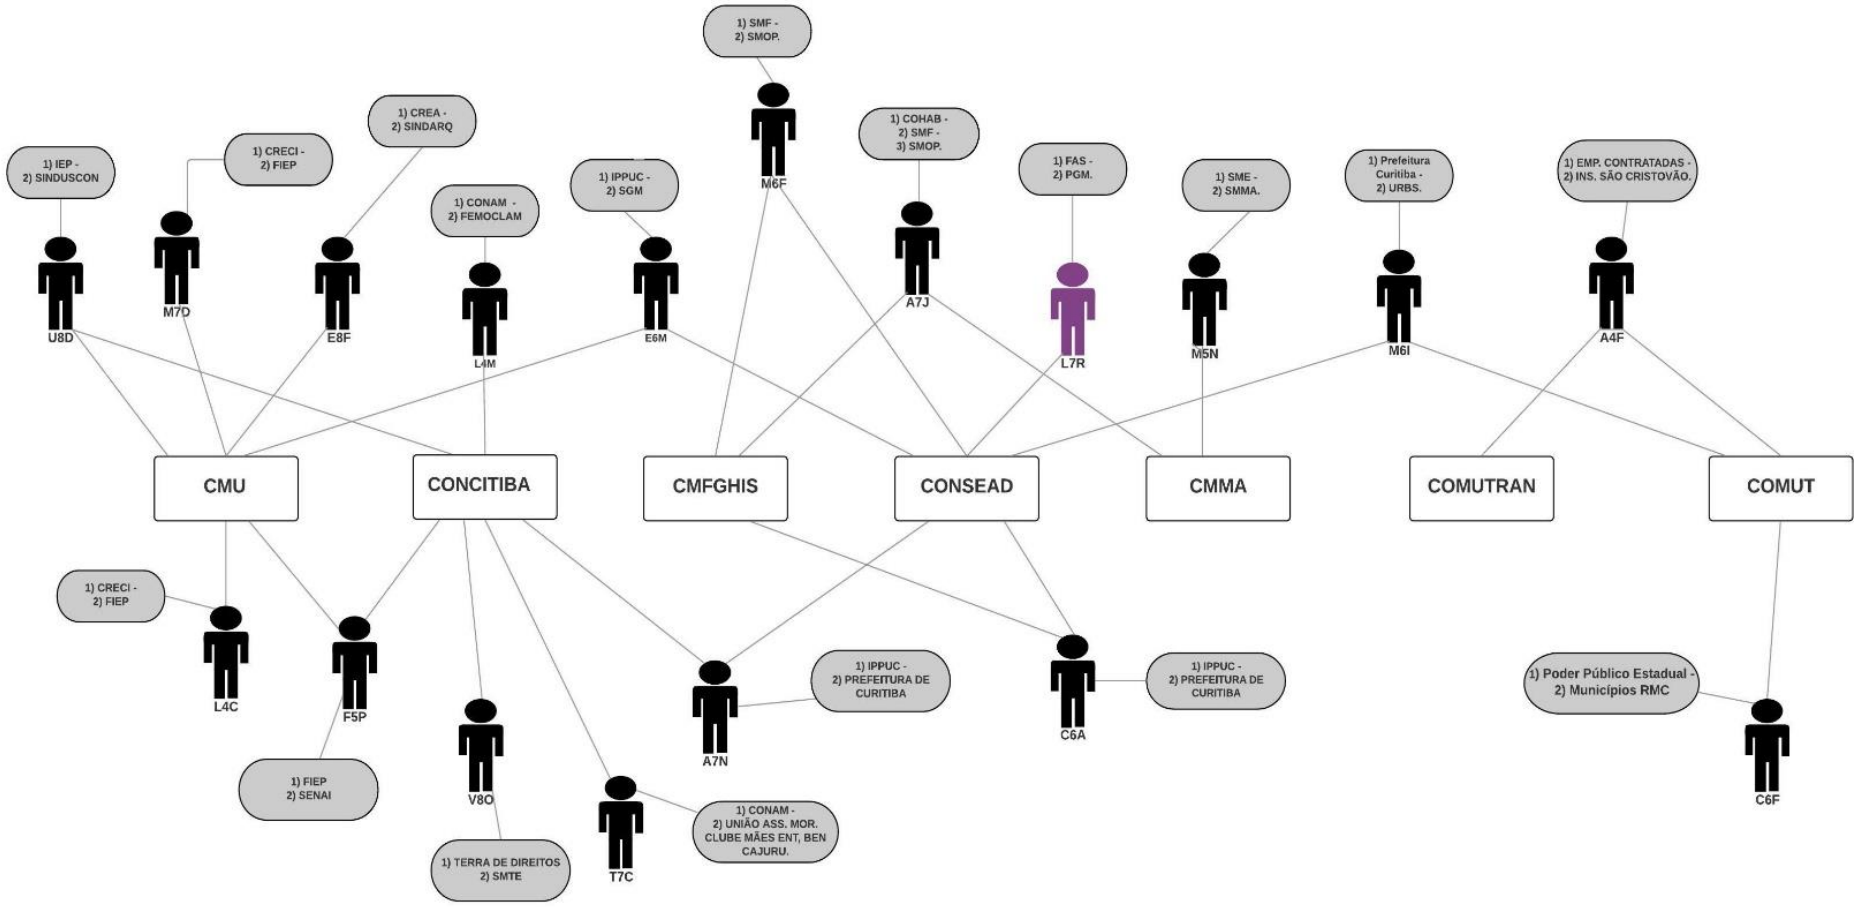 1) SMF -
2) SMOP.
1) CREA -
2) SINDARQ
1) COHAB -
2) SMF -
3) SMOP.
1) IEP -
2) SINDUSCON
1) CRECI -
2) FIEP
1) CONAM -
2) FEMOCLAM
1) IPPUC -
2) SGM
1) FAS -
2) PGM.
1) SME -
2) SMMA.
1) Prefeitura
Curitiba -
2) URBS.
1) EMP. CONTRATADAS -
2) INS. SÃO CRISTOVÃO.
M6F
U8D
M7D
E8F
L4M
E6M
A7J
L7R
M5N
M6I
A4F
CMU
CONCITIBA
CMFGHIS
CONSEAD
CMMA
COMUTRAN
COMUT
1) CRECI -
2) FIEP
L4C
F5P
1) FIEP
2) SENAI
V8O
1) TERRA DE DIREITOS
2) SMTE
T7C
1) CONAM -
2) UNIÃO ASS. MOR.
CLUBE MÃES ENT, BEN
CAJURU.
A7N
1) IPPUC -
2) PREFEITURA DE
CURITIBA
C6A
1) IPPUC -
2) PREFEITURA DE
CURITIBA
1) Poder Público Estadual -
2) Municípios RMC
C6F